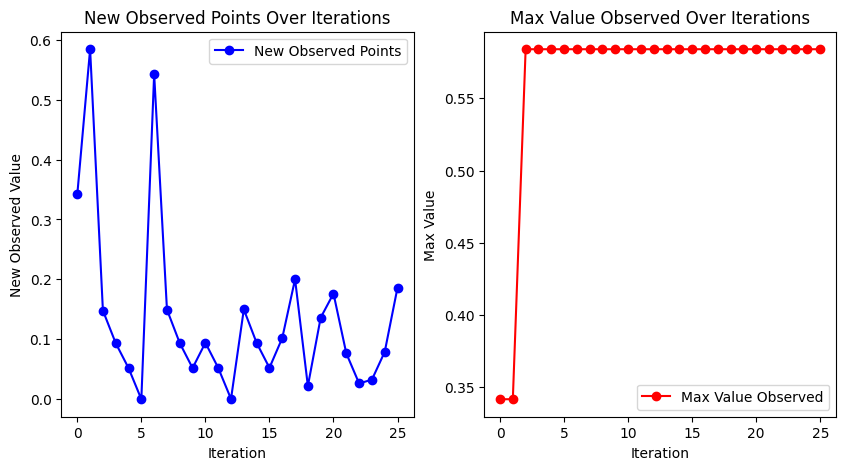 New Observed Points Over Iterations
New Observed Points
New Observed Value
0.6
0.5
0.4
0.3
0.2
0.1
0.0
0 5 10 15 20 25
Iteration
Max Value Observed Over Iterations
Max Value
0.55
0.50
0.45
0.40
0.35
Max Value Observed
0 5 10 15 20 25
Iteration